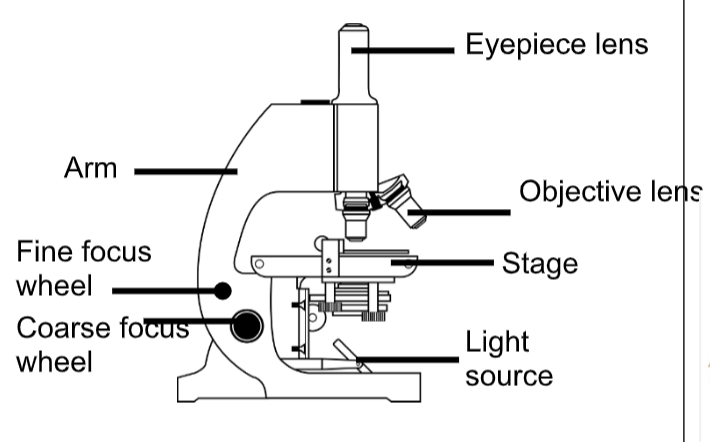 Eyepiece lens
Arm
Objective lens
Fine focus
wheel
Stage
Coarse focus
wheel
Light
source